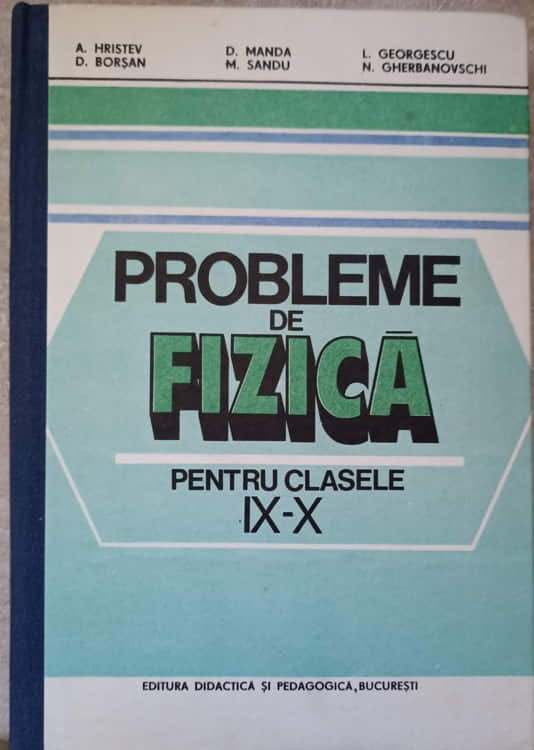 A. HRISTEV D. MANDA L. GEORGESCU
D. BORȘAN M. SANDU N. GHERBANOVSCHI
PROBLEME
DE
FIZICĂ
PENTRU CLASELE
IX-X
EDITURA DIDACTICĂ ȘI PEDAGOGICĂ, BUCUREȘTI